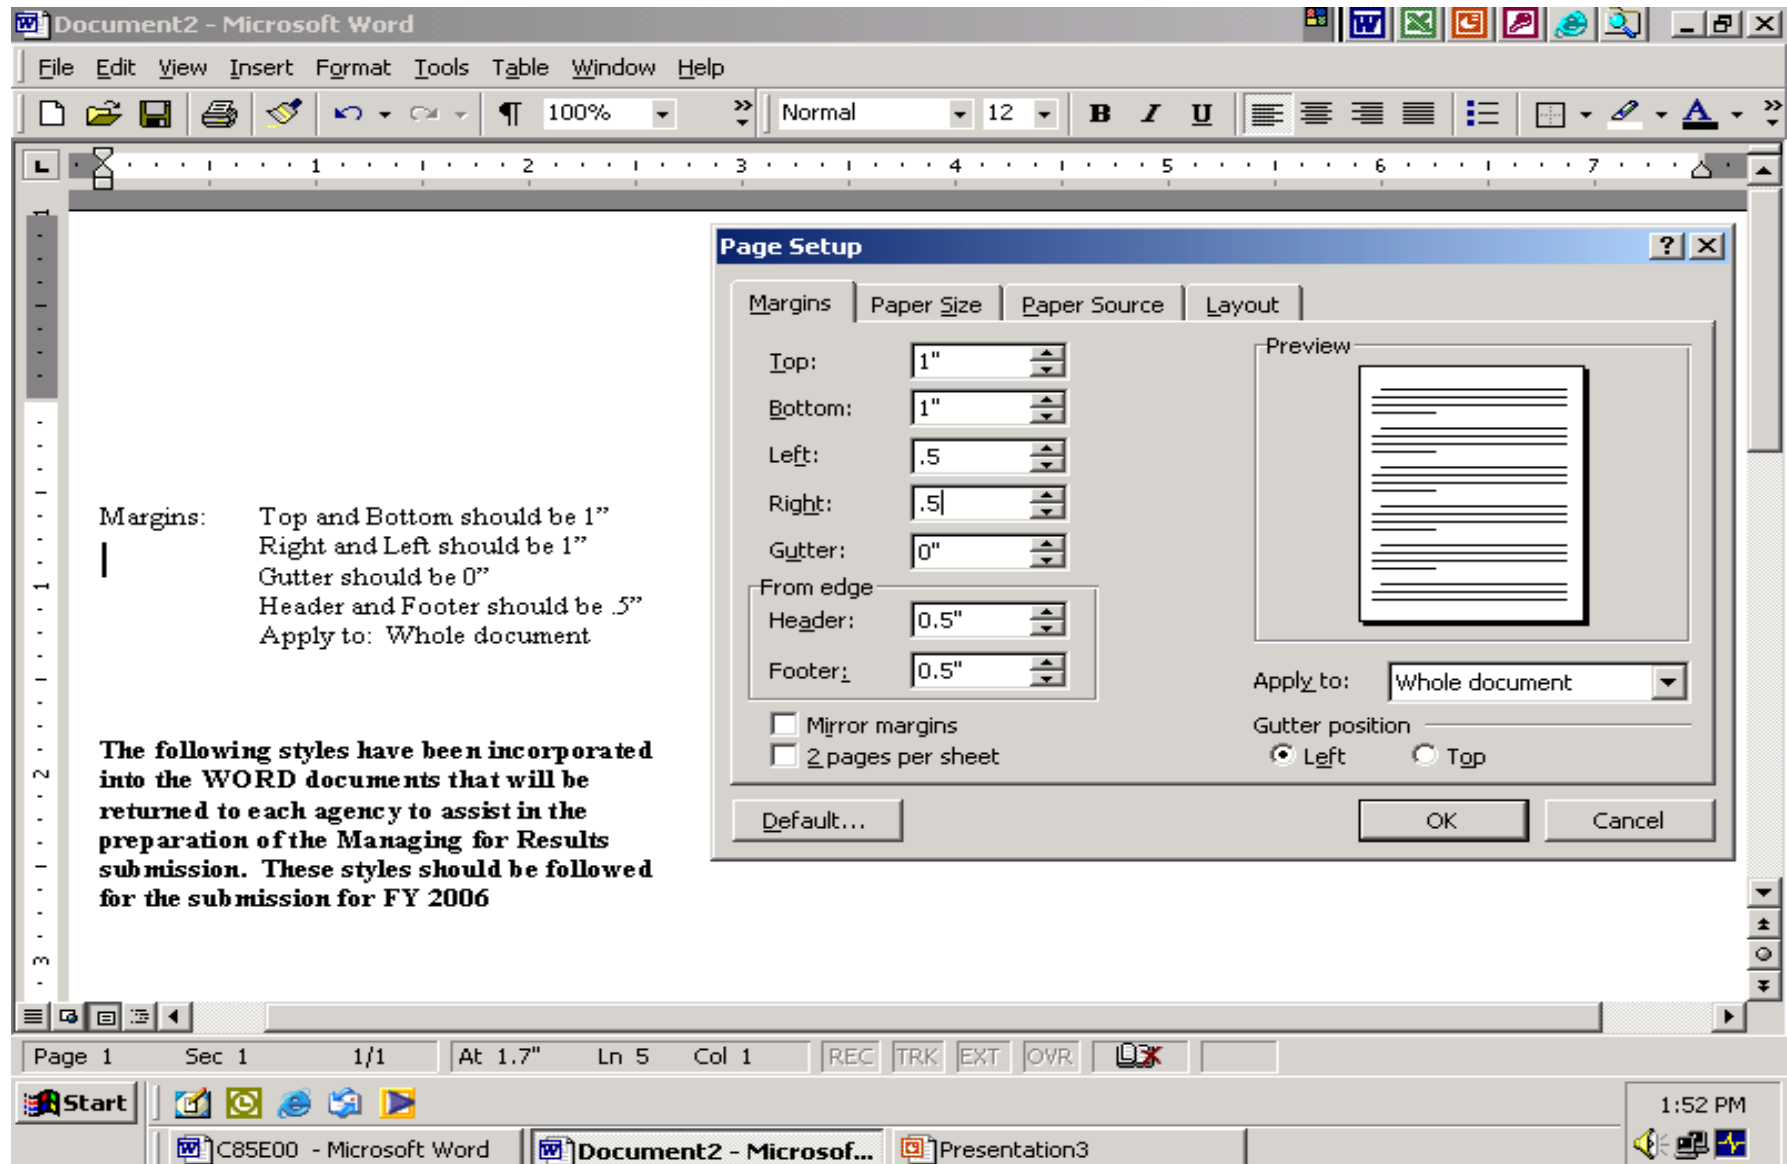 Document2 - Microsoft Word
File Edit View Insert Format Tools Table Window Help
100% Normal 12 B I U A
1 2 3 4 5 6 7
Page Setup
Margins Paper Size Paper Source Layout
Top: 1"
Bottom: 1"
Left: .5
Right: .5
Gutter: 0"
From edge
Header: 0.5"
Footer: 0.5"
Mirror margins
2 pages per sheet
Preview
Apply to: Whole document
Gutter position
Left Top
Default... OK Cancel
Margins: Top and Bottom should be 1”
Right and Left should be 1”
Gutter should be 0”
Header and Footer should be .5”
Apply to: Whole document
The following styles have been incorporated
into the WORD documents that will be
returned to each agency to assist in the
preparation of the Managing for Results
submission. These styles should be followed
for the submission for FY 2006
1
1
2
3
Page 1 Sec 1 1/1 At 1.7" Ln 5 Col 1 REC TRK EXT OVR
Start 1:52 PM
C85E00 - Microsoft Word Document2 - Microsof... Presentation3